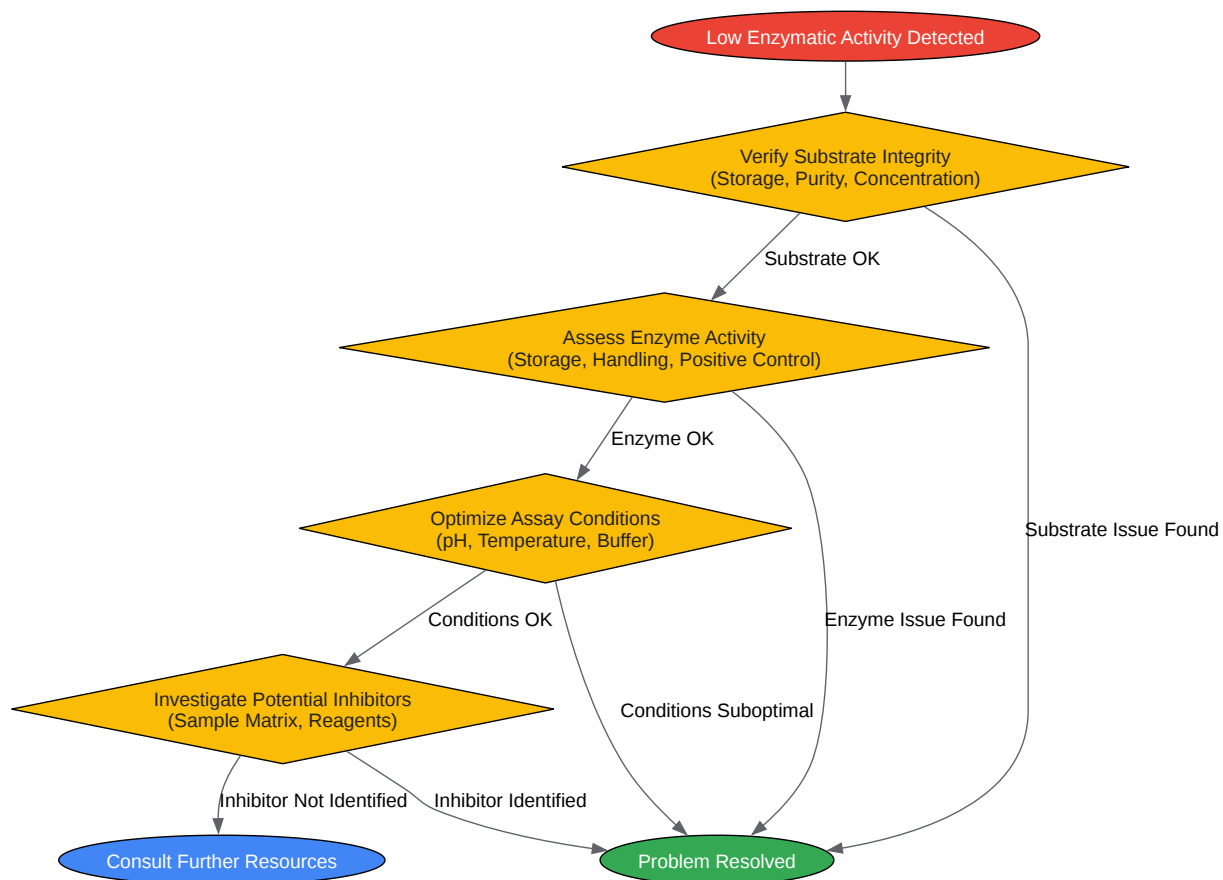 Low Enzymatic Activity Detected
Verify Substrate Integrity
(Storage, Purity, Concentration)
Substrate OK
Assess Enzyme Activity
(Storage, Handling, Positive Control)
Enzyme OK
Optimize Assay Conditions
(pH, Temperature, Buffer)
Substrate Issue Found
Conditions OK
Enzyme Issue Found
Investigate Potential Inhibitors
(Sample Matrix, Reagents)
Conditions Suboptimal
Inhibitor Not Identified
Inhibitor Identified
Consult Further Resources
Problem Resolved